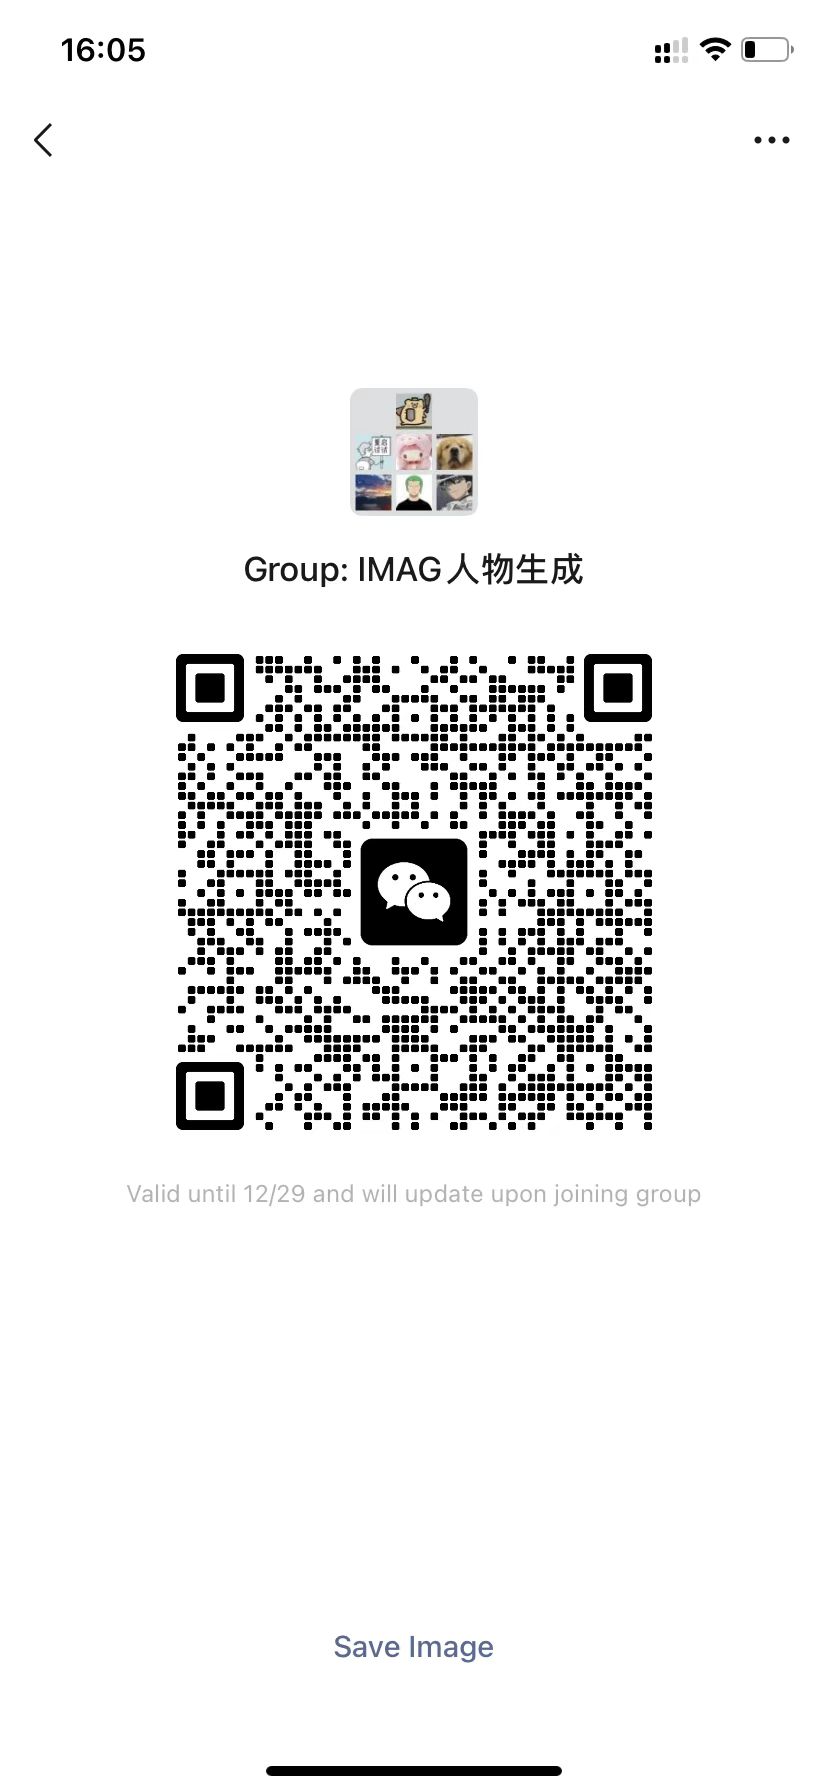 16:05
Group: IMAG人物生成
Valid until 12/29 and will update upon joining group
Save Image